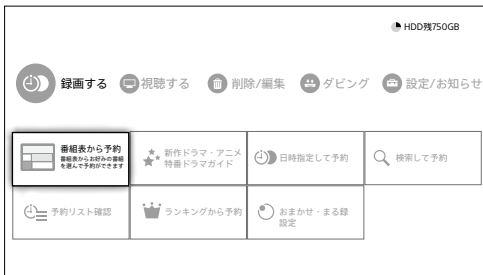 HDD残750GB
録画する 視聴する 削除/編集 ダビング 設定/お知らせ
番組表から予約
番組表からお好みの番組
を選んで予約ができます
新作ドラマ・アニメ
特番ドラマガイド
日時指定して予約
検索して予約
予約リスト確認
ランキングから予約
おまかせ・まる録
設定